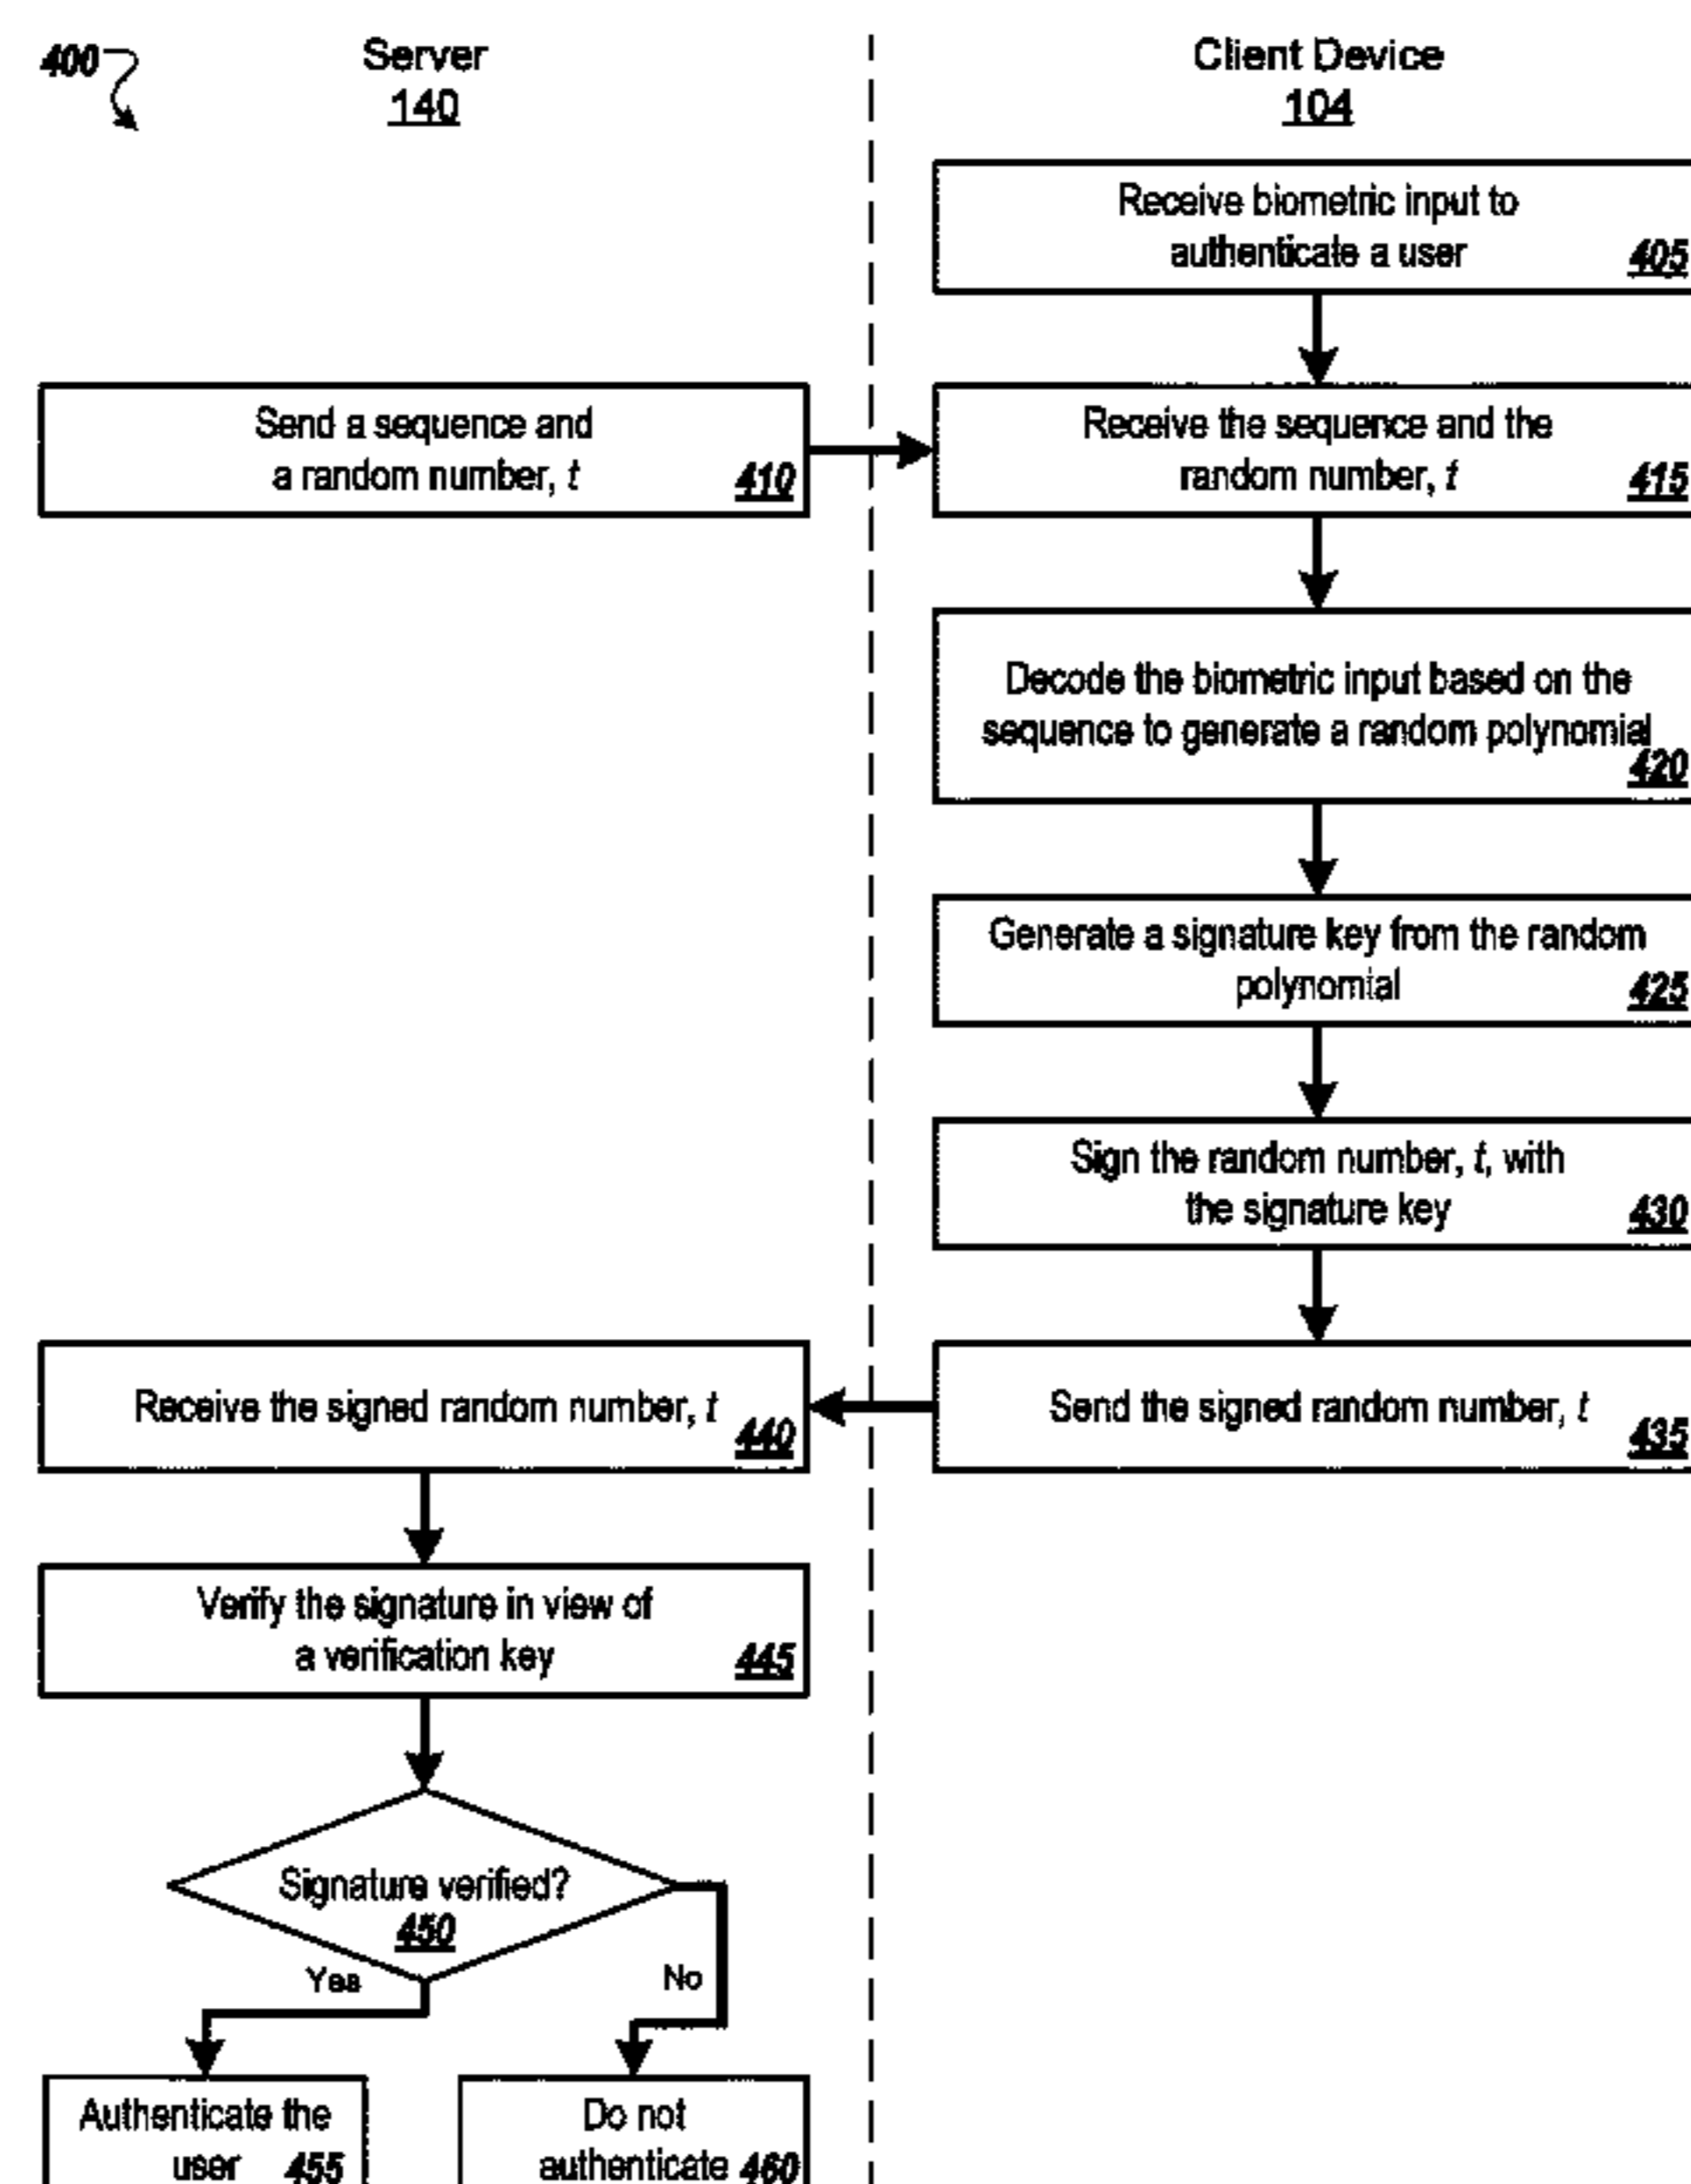 400
Server
140
Client Device
104
Receive biometric input to
authenticate a user
405
Send a sequence and
a random number, t
410
Receive the sequence and the
random number, t
415
Decode the biometric input based on the
sequence to generate a random polynomial
420
Generate a signature key from the random
polynomial
425
Sign the random number, t, with
the signature key
430
Send the signed random number, t
435
Receive the signed random number, t
440
Verify the signature in view of
a verification key
445
Signature verified?
450
Yes
No
Authenticate the
user 455
Do not
authenticate 460